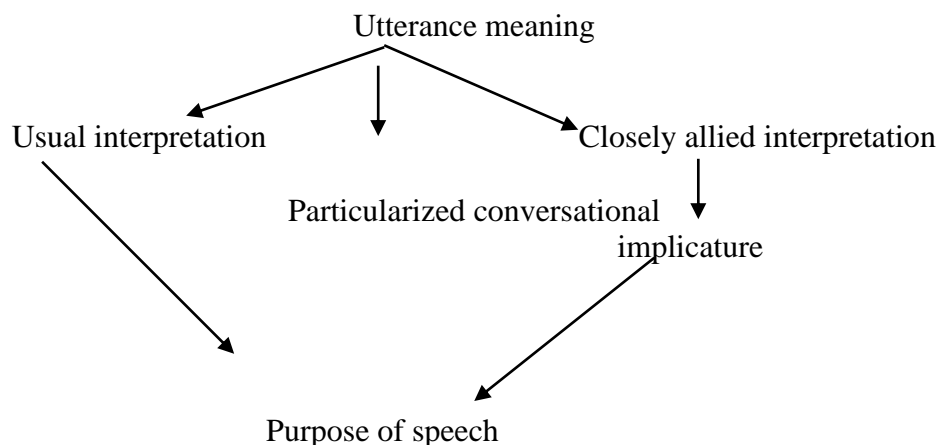 Utterance meaning
Usual interpretation
Closely allied interpretation
Particularized conversational
implicature
Purpose of speech